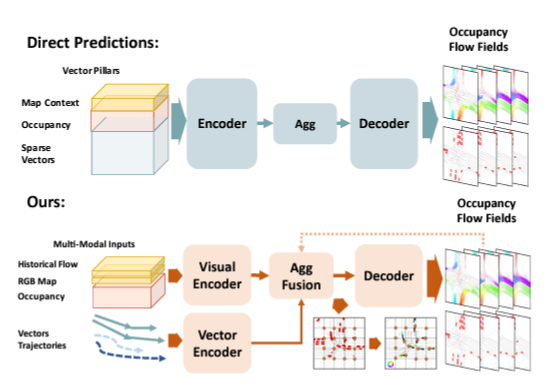 Direct Predictions:
Occupancy
Flow Fields
Vector Pillars
Map Context
Occupancy
Sparse
Vectors
Encoder
Agg
Decoder
Ours:
Occupancy
Flow Fields
Multi-Modal Inputs
Historical Flow
RGB Map
Occupancy
Visual
Encoder
Agg
Fusion
Decoder
Vectors
Trajectories
Vector
Encoder